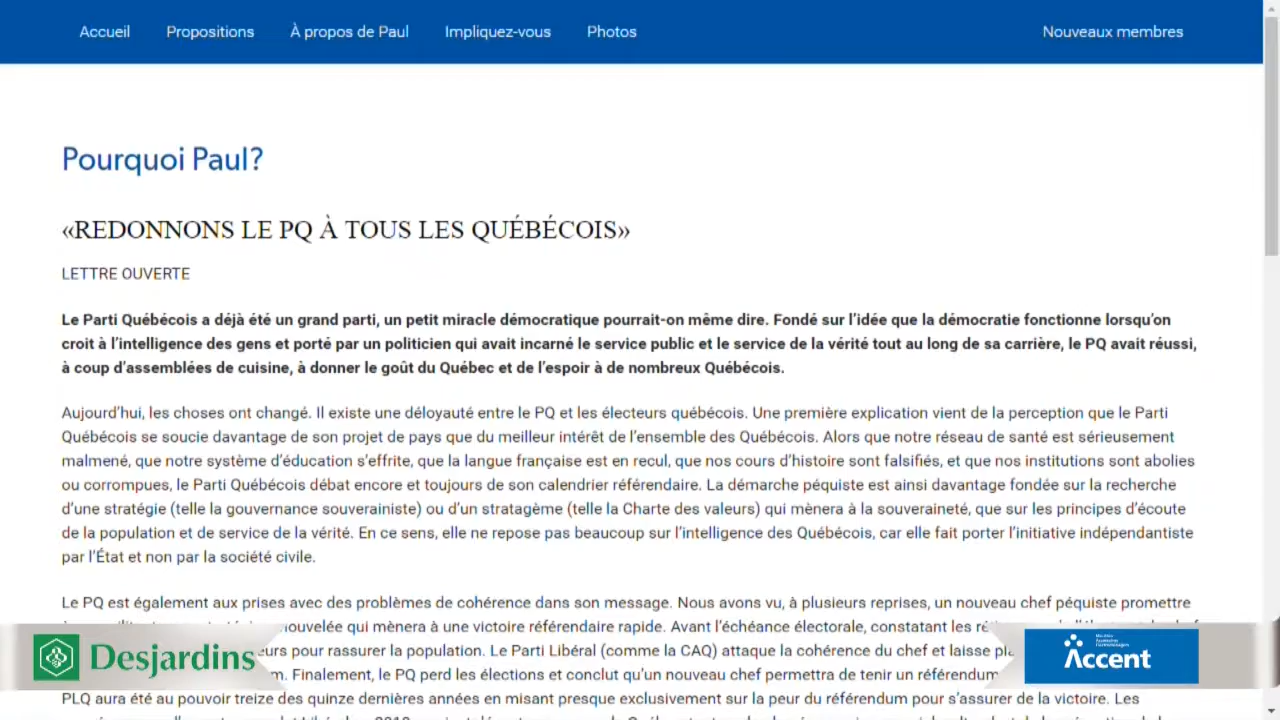 Accueil Propositions À propos de Paul Impliquez-vous Photos Nouveaux membres
Pourquoi Paul?
«REDONNONS LE PQ À TOUS LES QUÉBÉCOIS»
LETTRE OUVERTE
Le Parti Québécois a déjà été un grand parti, un petit miracle démocratique pourrait-on même dire. Fondé sur l'idée que la démocratie fonctionne lorsqu'on
croit à l'intelligence des gens et porté par un politicien qui avait incarné le service public et le service de la vérité tout au long de sa carrière, le PQ avait réussi,
à coup d'assemblées de cuisine, à donner le goût du Québec et de l'espoir à de nombreux Québécois.
Aujourd'hui, les choses ont changé. Il existe une déloyauté entre le PQ et les électeurs québécois. Une première explication vient de la perception que le Parti
Québécois se soucie davantage de son projet de pays que du meilleur intérêt de l'ensemble des Québécois. Alors que notre réseau de santé est sérieusement
malmené, que notre système d'éducation s'effrite, que la langue française est en recul, que nos cours d'histoire sont falsifiés, et que nos institutions sont abolies
ou corrompues, le Parti Québécois débat encore et toujours de son calendrier référendaire. La démarche péquiste est ainsi davantage fondée sur la recherche
d'une stratégie (telle la gouvernance souverainiste) ou d'un stratagème (telle la Charte des valeurs) qui mènera à la souveraineté, que sur les principes d'écoute
de la population et de service de la vérité. En ce sens, elle ne repose pas beaucoup sur l'intelligence des Québécois, car elle fait porter l'initiative indépendantiste
par l'État et non par la société civile.
Le PQ est également aux prises avec des problèmes de cohérence dans son message. Nous avons vu, à plusieurs reprises, un nouveau chef péquiste promettre
nouvelée qui mènera à une victoire référendaire rapide. Avant l'échéance électorale, constatant les
eurs pour rassurer la population. Le Parti Libéral (comme la CAQ) attaque la cohérence du chef et laisse
m. Finalement, le PQ perd les élections et conclut qu'un nouveau chef permettra de tenir un référendum
PLQ aura été au pouvoir treize des quinze dernières années en misant presque exclusivement sur la peur du référendum pour s'assurer de la victoire. Les
Desjardins
Accent